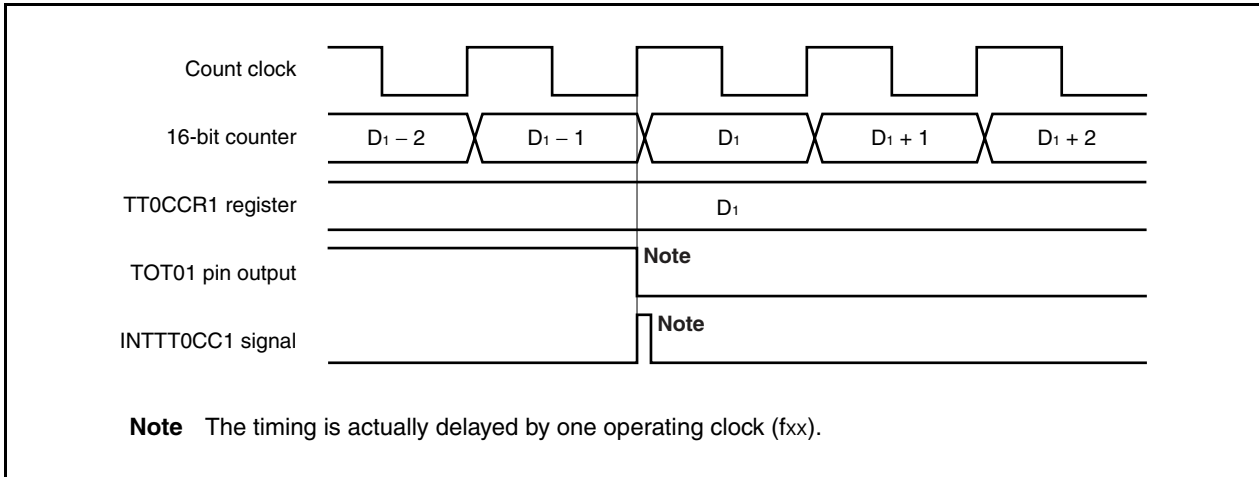 Count clock
16-bit counter D1 – 2 D1 – 1 D1 D1 + 1 D1 + 2
TT0CCR1 register D1
TOT01 pin output Note
INTTT0CC1 signal Note
Note The timing is actually delayed by one operating clock (fxx).